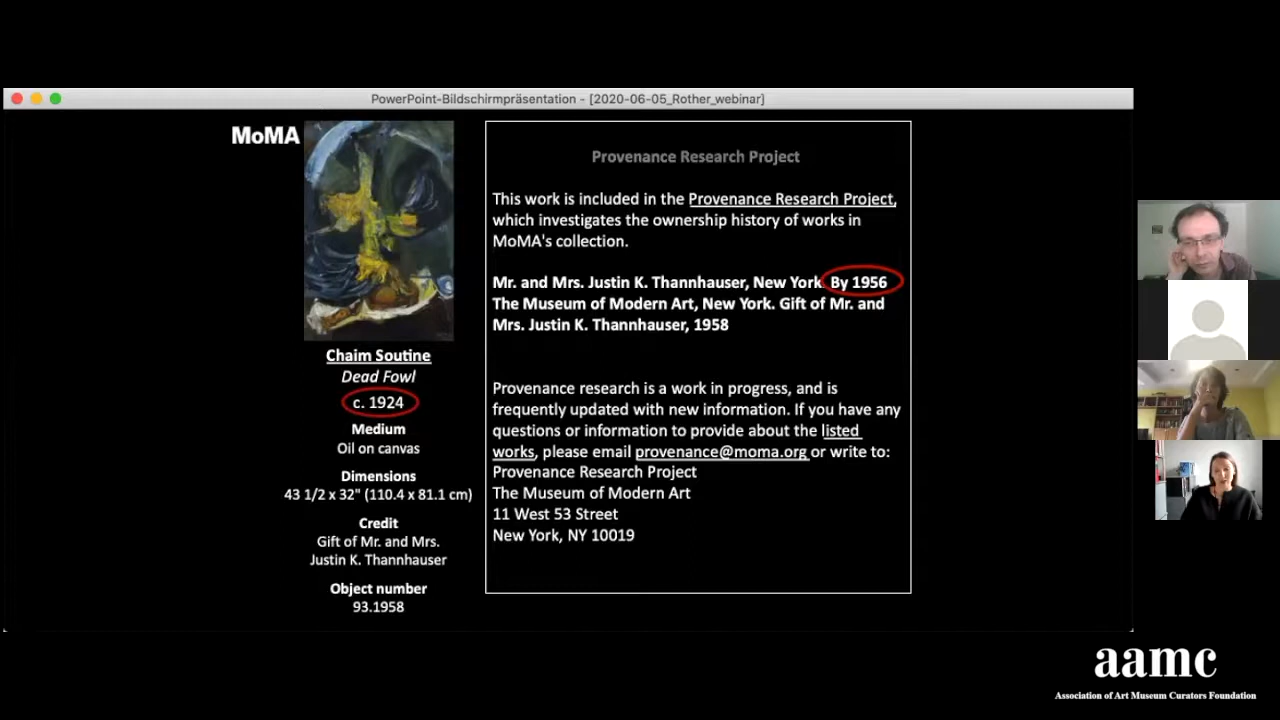 PowerPoint-Bildschirmpräsentation - [2020-06-05_Rother_webinar]
MoMA
Chaim Soutine
Dead Fowl
c. 1924
Medium
Oil on canvas
Dimensions
43 1/2 x 32" (110.4 x 81.1 cm)
Credit
Gift of Mr. and Mrs.
Justin K. Thannhauser
Object number
93.1958
Provenance Research Project
This work is included in the Provenance Research Project,
which investigates the ownership history of works in
MoMA's collection.
Mr. and Mrs. Justin K. Thannhauser, New York. By 1956
The Museum of Modern Art, New York. Gift of Mr. and
Mrs. Justin K. Thannhauser, 1958
Provenance research is a work in progress, and is
frequently updated with new information. If you have any
questions or information to provide about the listed
works, please email provenance@moma.org or write to:
Provenance Research Project
The Museum of Modern Art
11 West 53 Street
New York, NY 10019
aamc
Association of Art Museum Curators Foundation